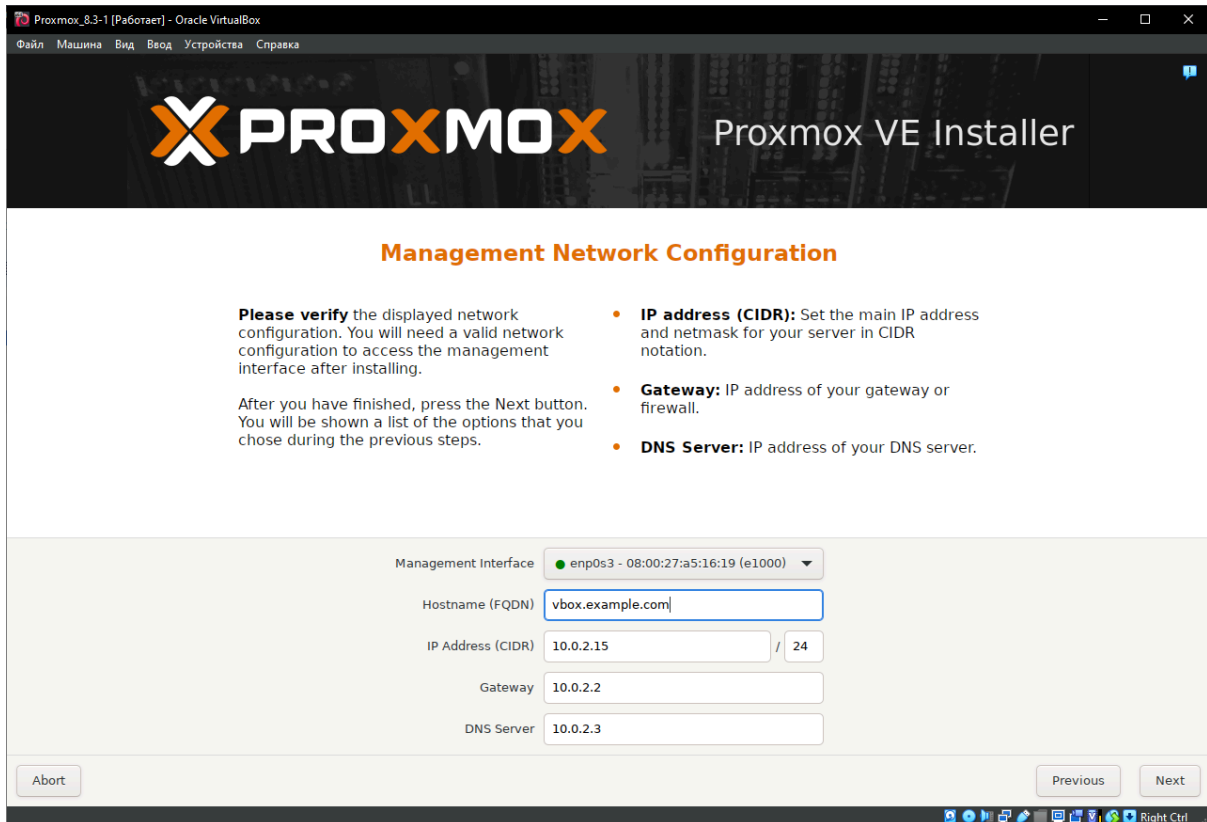 Proxmox_8.3-1 [Работает] - Oracle VirtualBox
Файл Машина Вид Ввод Устройства Справка
PROXMOX
Proxmox VE Installer
Management Network Configuration
Please verify the displayed network
configuration. You will need a valid network
configuration to access the management
interface after installing.
After you have finished, press the Next button.
You will be shown a list of the options that you
chose during the previous steps.
IP address (CIDR): Set the main IP address
and netmask for your server in CIDR
notation.
Gateway: IP address of your gateway or
firewall.
DNS Server: IP address of your DNS server.
Management Interface enp0s3 - 08:00:27:a5:16:19 (e1000)
Hostname (FQDN) vbox.example.com
IP Address (CIDR) 10.0.2.15 / 24
Gateway 10.0.2.2
DNS Server 10.0.2.3
Abort Previous Next
Right Ctrl